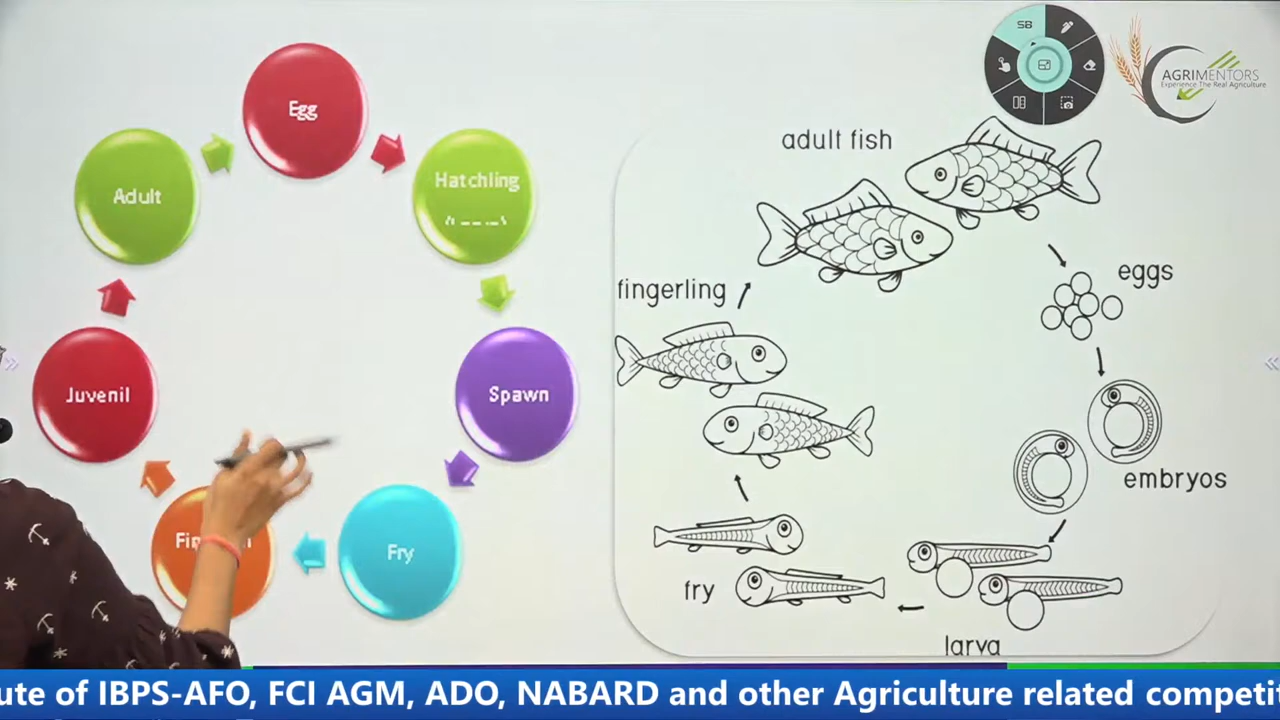 Egg
Hatchling
Spawn
Fry
Juvenil
Adult
adult fish
eggs
embryos
larva
fry
fingerling
SB
AGRIMENTORS
Experience The Real Agriculture
ute of IBPS-AFO, FCI AGM, ADO, NABARD and other Agriculture related competit